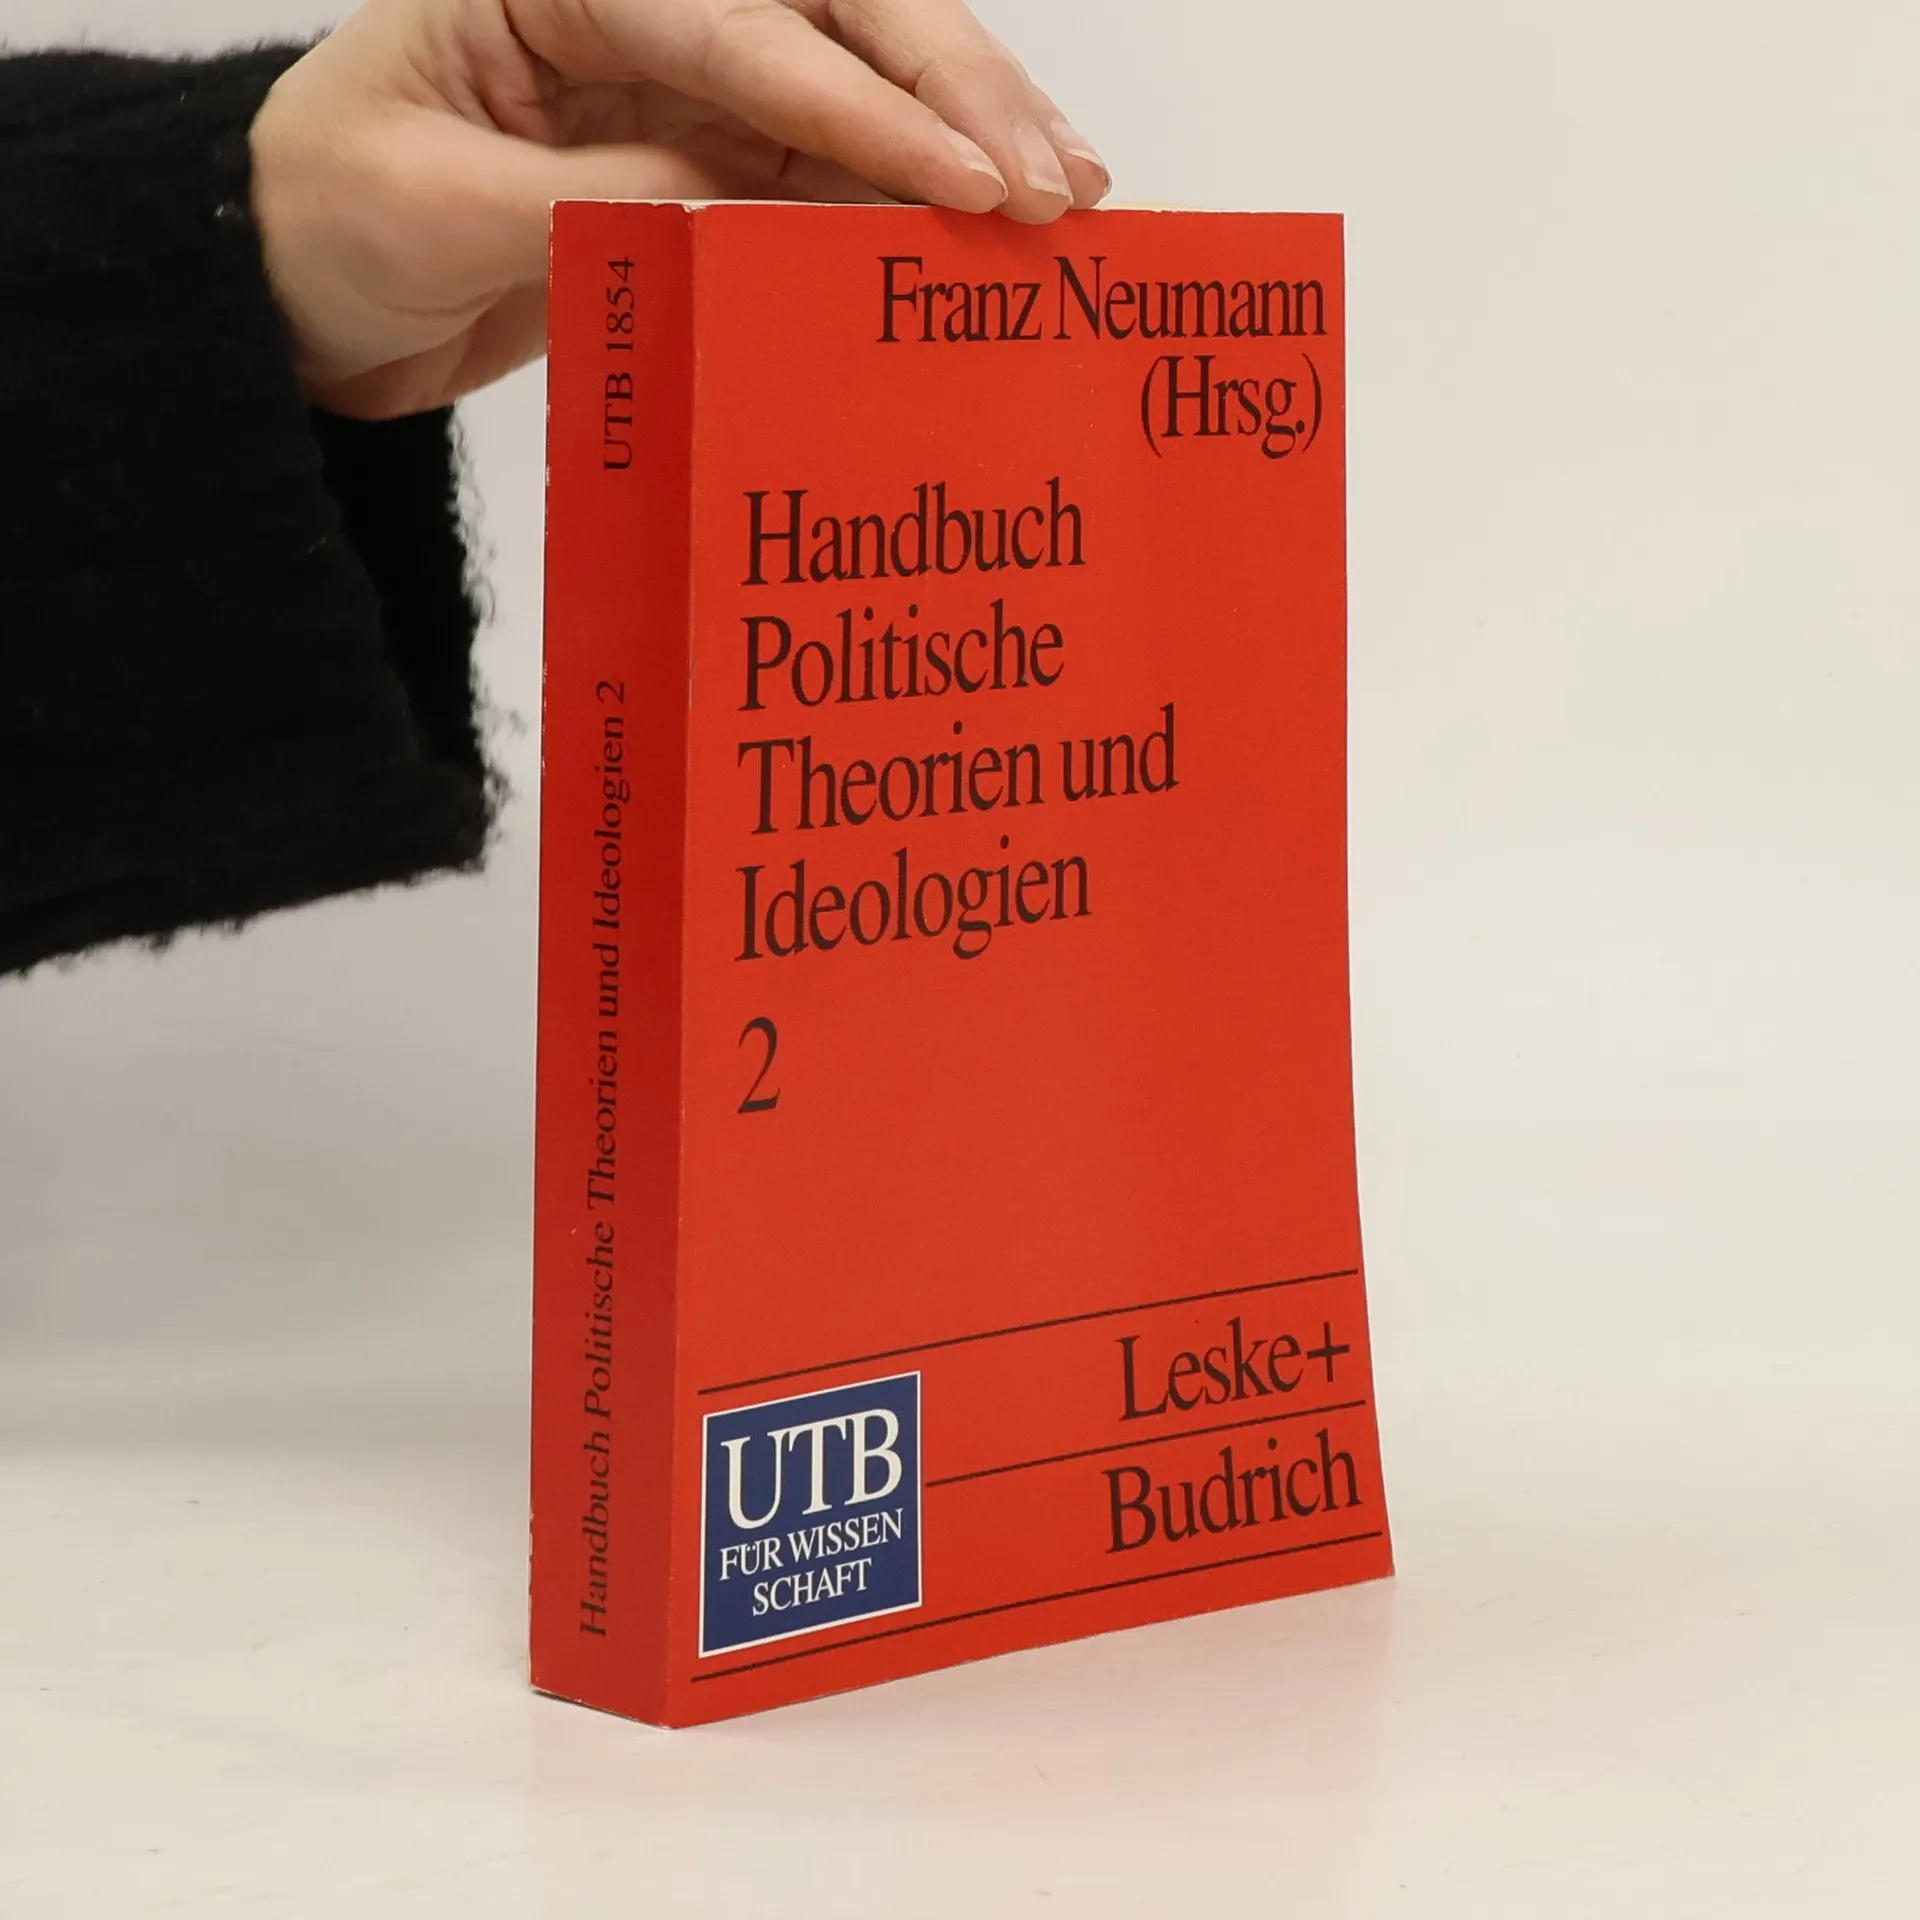 Franz Neumann
(Hrsg.)
Handbuch
Politische
Theorien und
Ideologien
2
Leske+
Budrich
UTB
FÜR WISSEN
SCHAFT
UTB 1854
Handbuch Politische Theorien und Ideologien 2